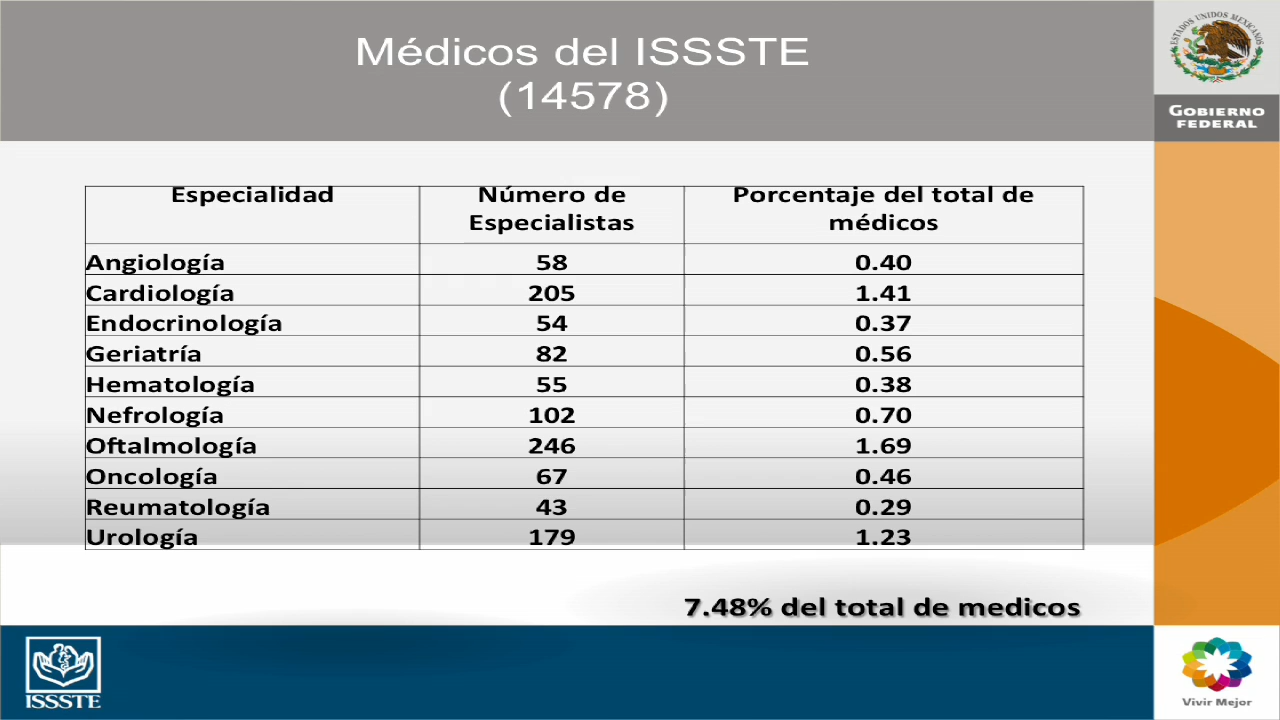 Médicos del ISSSTE
(14578)
ESTADOS UNIDOS MEXICANOS
GOBIERNO
FEDERAL
Especialidad Número de Especialistas Porcentaje del total de médicos
Angiología 58 0.40
Cardiología 205 1.41
Endocrinología 54 0.37
Geriatría 82 0.56
Hematología 55 0.38
Nefrología 102 0.70
Oftalmología 246 1.69
Oncología 67 0.46
Reumatología 43 0.29
Urología 179 1.23
7.48% del total de medicos
ISSSTE
Vivir Mejor